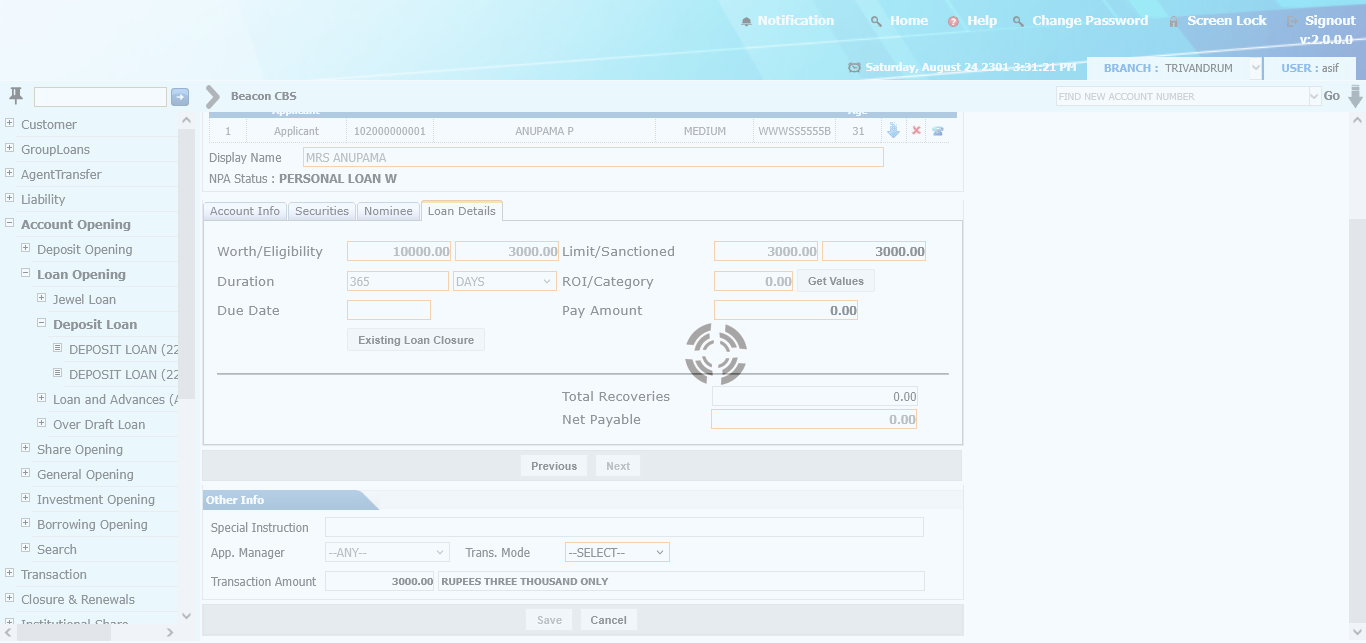 Notification Home Help Change Password Screen Lock Signout
v:2.0.0.0
Saturday, August 24 2301 3:31:21 PM BRANCH : TRIVANDRUM USER : asif
Beacon CBS FIND NEW ACCOUNT NUMBER Go
Customer
GroupLoans
AgentTransfer
Liability
Account Opening
Deposit Opening
Loan Opening
Jewel Loan
Deposit Loan
DEPOSIT LOAN (22
DEPOSIT LOAN (22
Loan and Advances (A
Over Draft Loan
Share Opening
General Opening
Investment Opening
Borrowing Opening
Search
Transaction
Closure & Renewals
Institutional Share
Applicant Age
1 Applicant 102000000001 ANUPAMA P MEDIUM WWWSS5555B 31
Display Name MRS ANUPAMA
NPA Status : PERSONAL LOAN W
Account Info Securities Nominee Loan Details
Worth/Eligibility 10000.00 3000.00 Limit/Sanctioned 3000.00 3000.00
Duration 365 DAYS ROI/Category 0.00 Get Values
Due Date Pay Amount 0.00
Existing Loan Closure
Total Recoveries 0.00
Net Payable 0.00
Previous Next
Other Info
Special Instruction
App. Manager --ANY-- Trans. Mode --SELECT--
Transaction Amount 3000.00 RUPEES THREE THOUSAND ONLY
Save Cancel